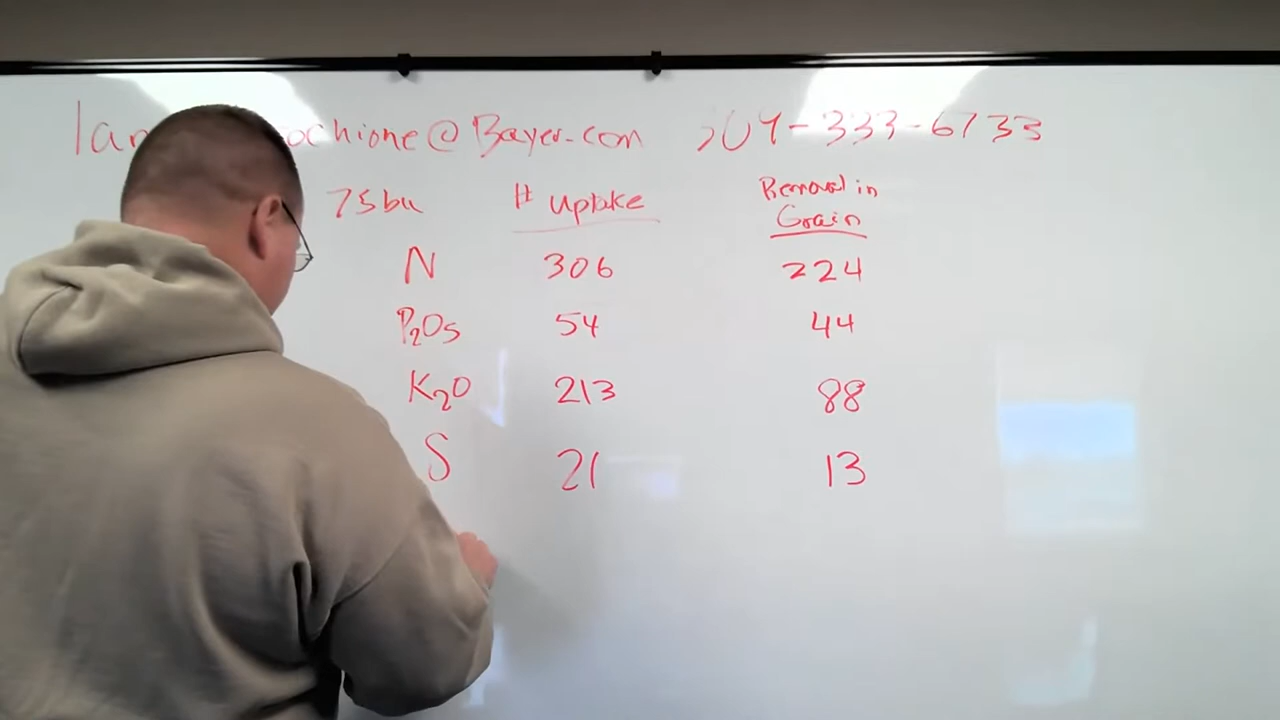 Ian ochione@Bayer.com 204-333-6733
75bu # Uptake Removal in Grain
N 306 224
P2O5 54 44
K2O 213 88
S 21 13